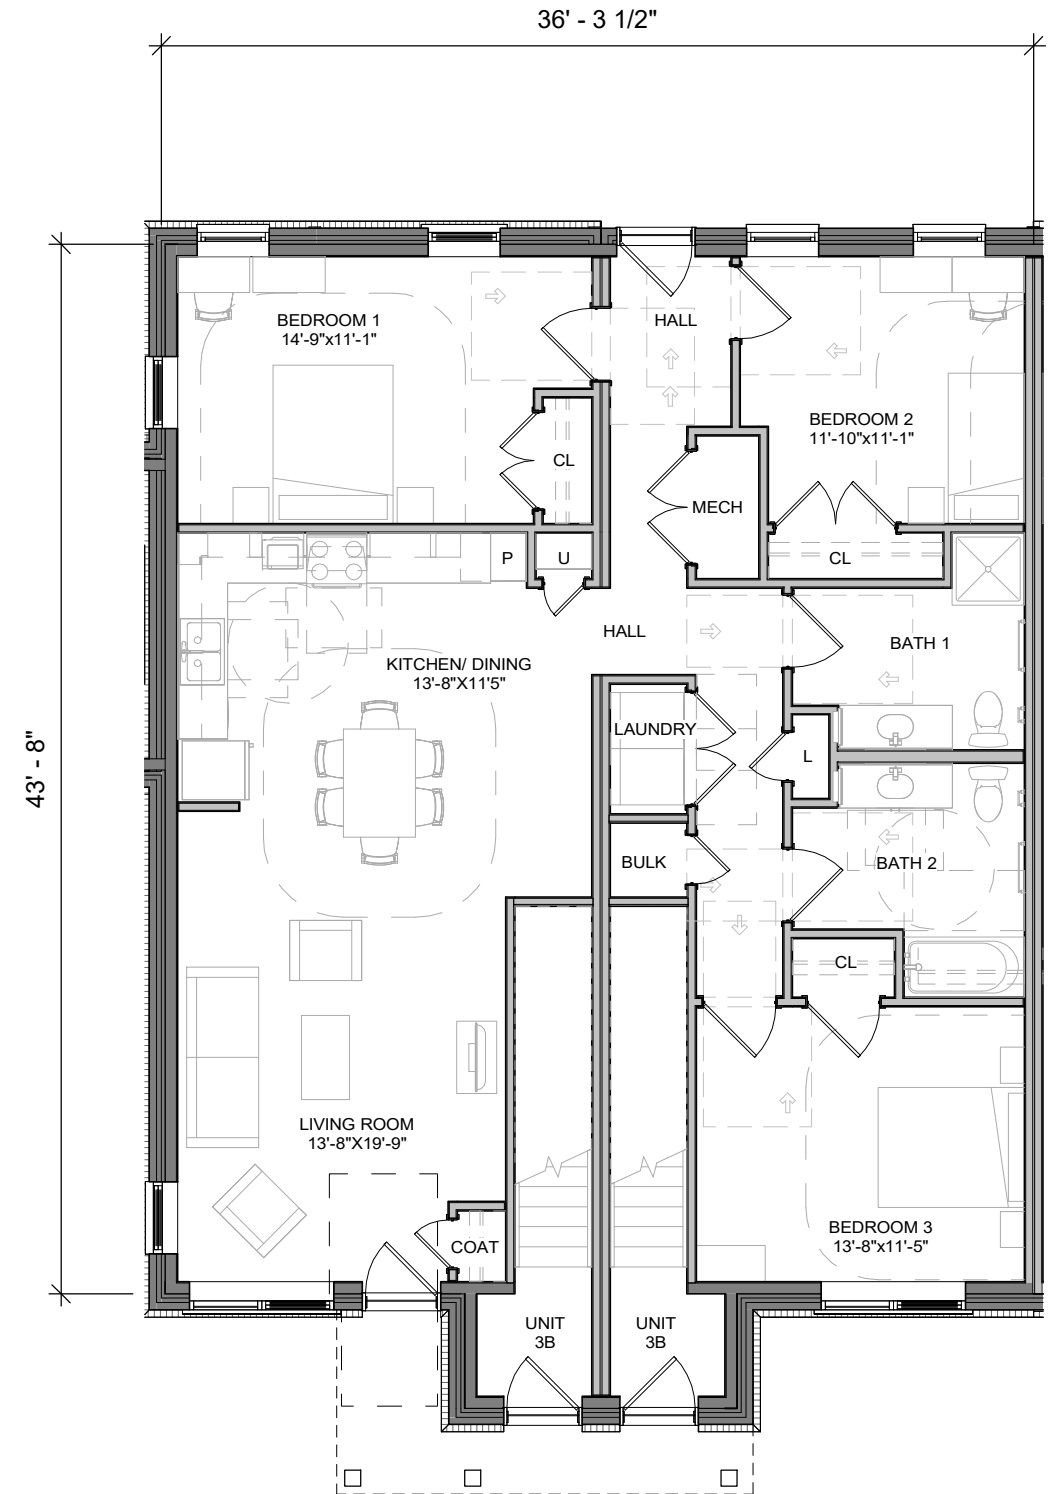 36' - 3 1/2"
43' - 8"
BEDROOM 1
14'-9"x11'-1"
HALL
BEDROOM 2
11'-10"x11'-1"
CL
MECH
P
U
CL
HALL
BATH 1
KITCHEN/ DINING
13'-8"X11'5"
LAUNDRY
L
BULK
BATH 2
CL
LIVING ROOM
13'-8"X19'-9"
COAT
BEDROOM 3
13'-8"x11'-5"
UNIT
3B
UNIT
3B